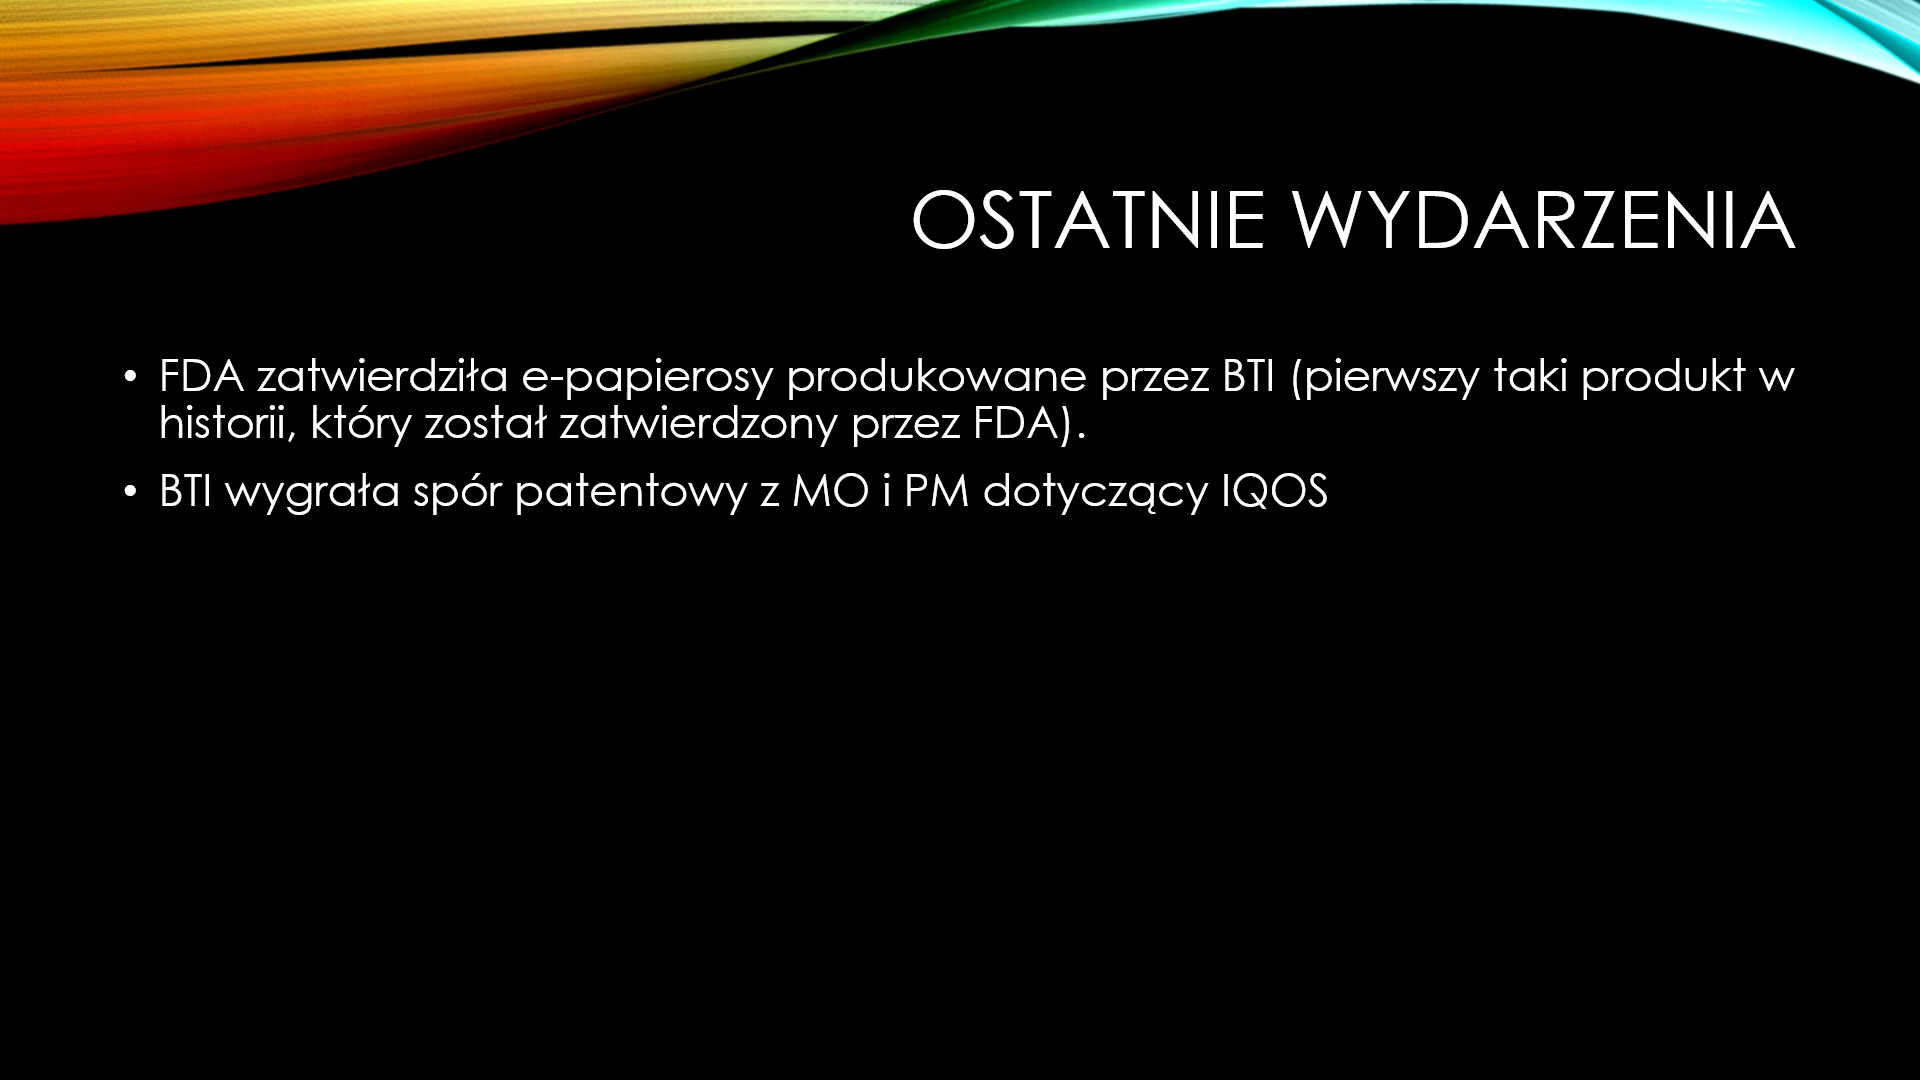 OSTATNIE WYDARZENIA
• FDA zatwierdziła e-papierosy produkowane przez BTI (pierwszy taki produkt w
historii, który został zatwierdzony przez FDA).
• BTI wygrała spór patentowy z MO i PM dotyczący IQOS